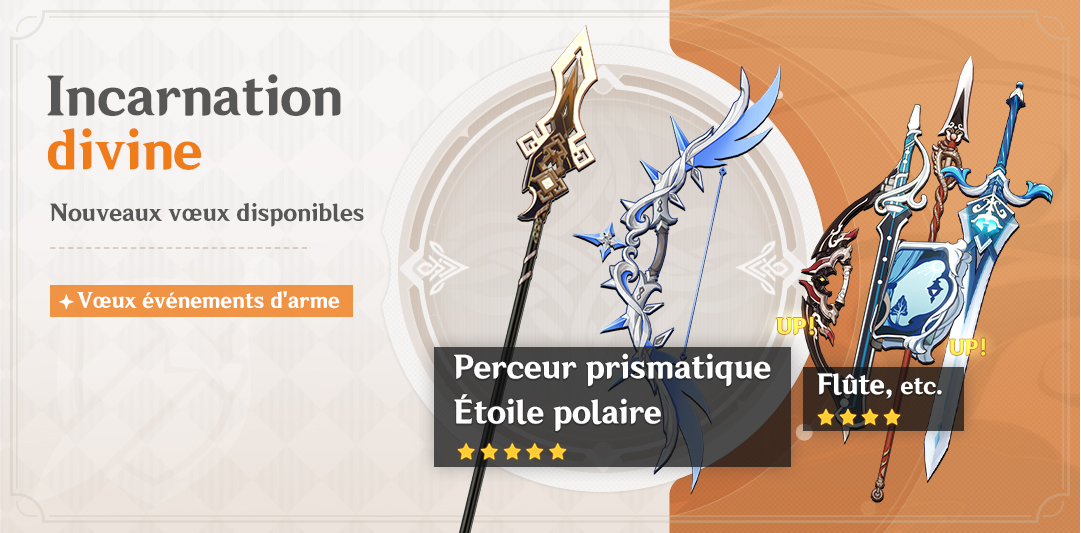 Incarnation
divine
Nouveaux vœux disponibles
Vœux événements d'arme
UP!
UP!
Perceur prismatique
Étoile polaire
Flûte, etc.